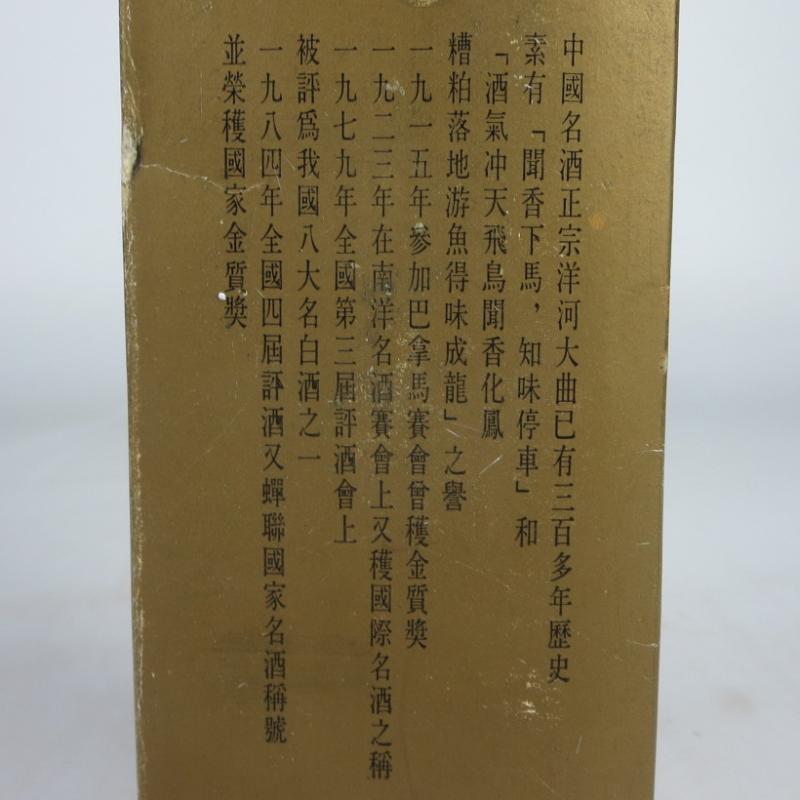 中國名酒正宗洋河大曲已有三百多年歷史
素有「聞香下馬，知味停車」和
「酒氣冲天飛鳥聞香化鳳
糟粕落地游魚得味成龍」之譽
一九一五年參加巴拿馬賽會曾穫金質獎
一九二三年在南洋名酒賽會上又穫國際名酒之稱
一九七九年全國第三屆評酒會上
被評爲我國八大名白酒之一
一九八四年全國四屆評酒又蟬聯國家名酒稱號
並榮穫國家金質獎